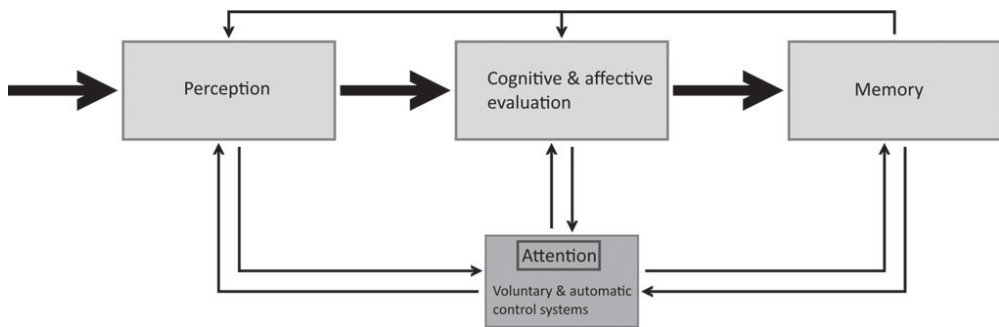 Perception
Cognitive & affective
evaluation
Memory
Attention
Voluntary & automatic
control systems